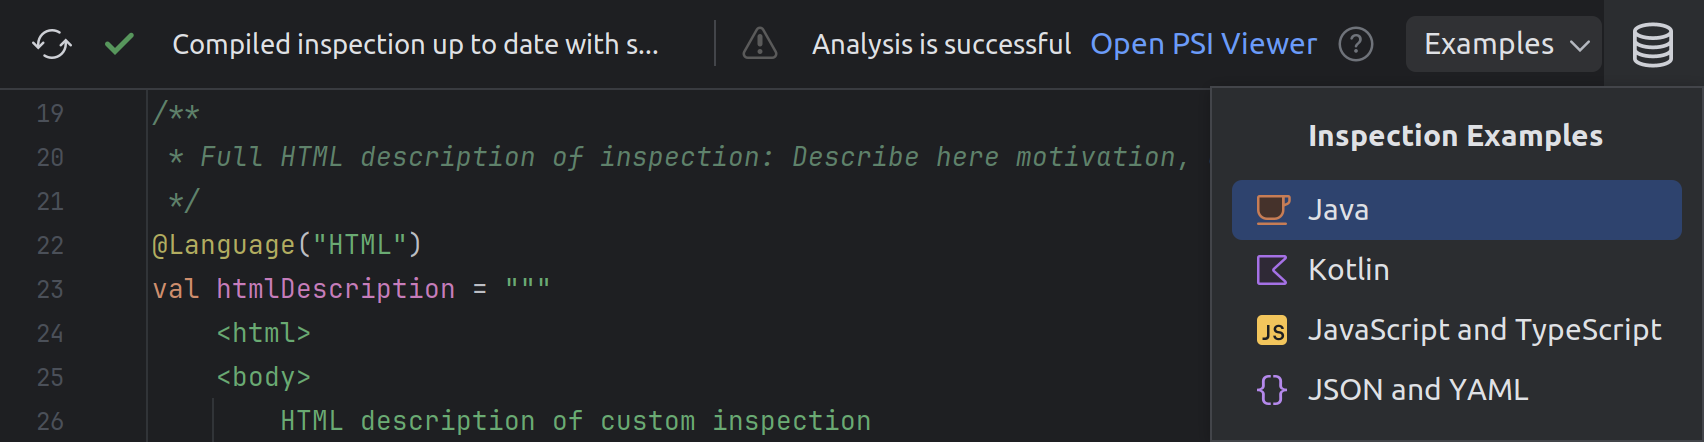 Compiled inspection up to date with s...
Analysis is successful
Open PSI Viewer
?
Examples
19 /**
20 * Full HTML description of inspection: Describe here motivation,
21 */
22 @Language("HTML")
23 val htmlDescription = """
24 <html>
25 <body>
26 HTML description of custom inspection
Inspection Examples
Java
Kotlin
JS JavaScript and TypeScript
{} JSON and YAML